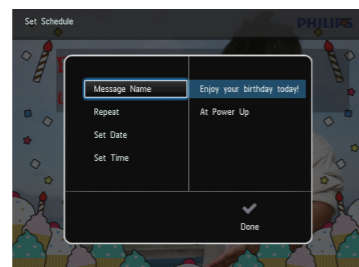 Set Schedule
PHILIPS
Message Name
Enjoy your birthday today!
Repeat
At Power Up
Set Date
Set Time
Done